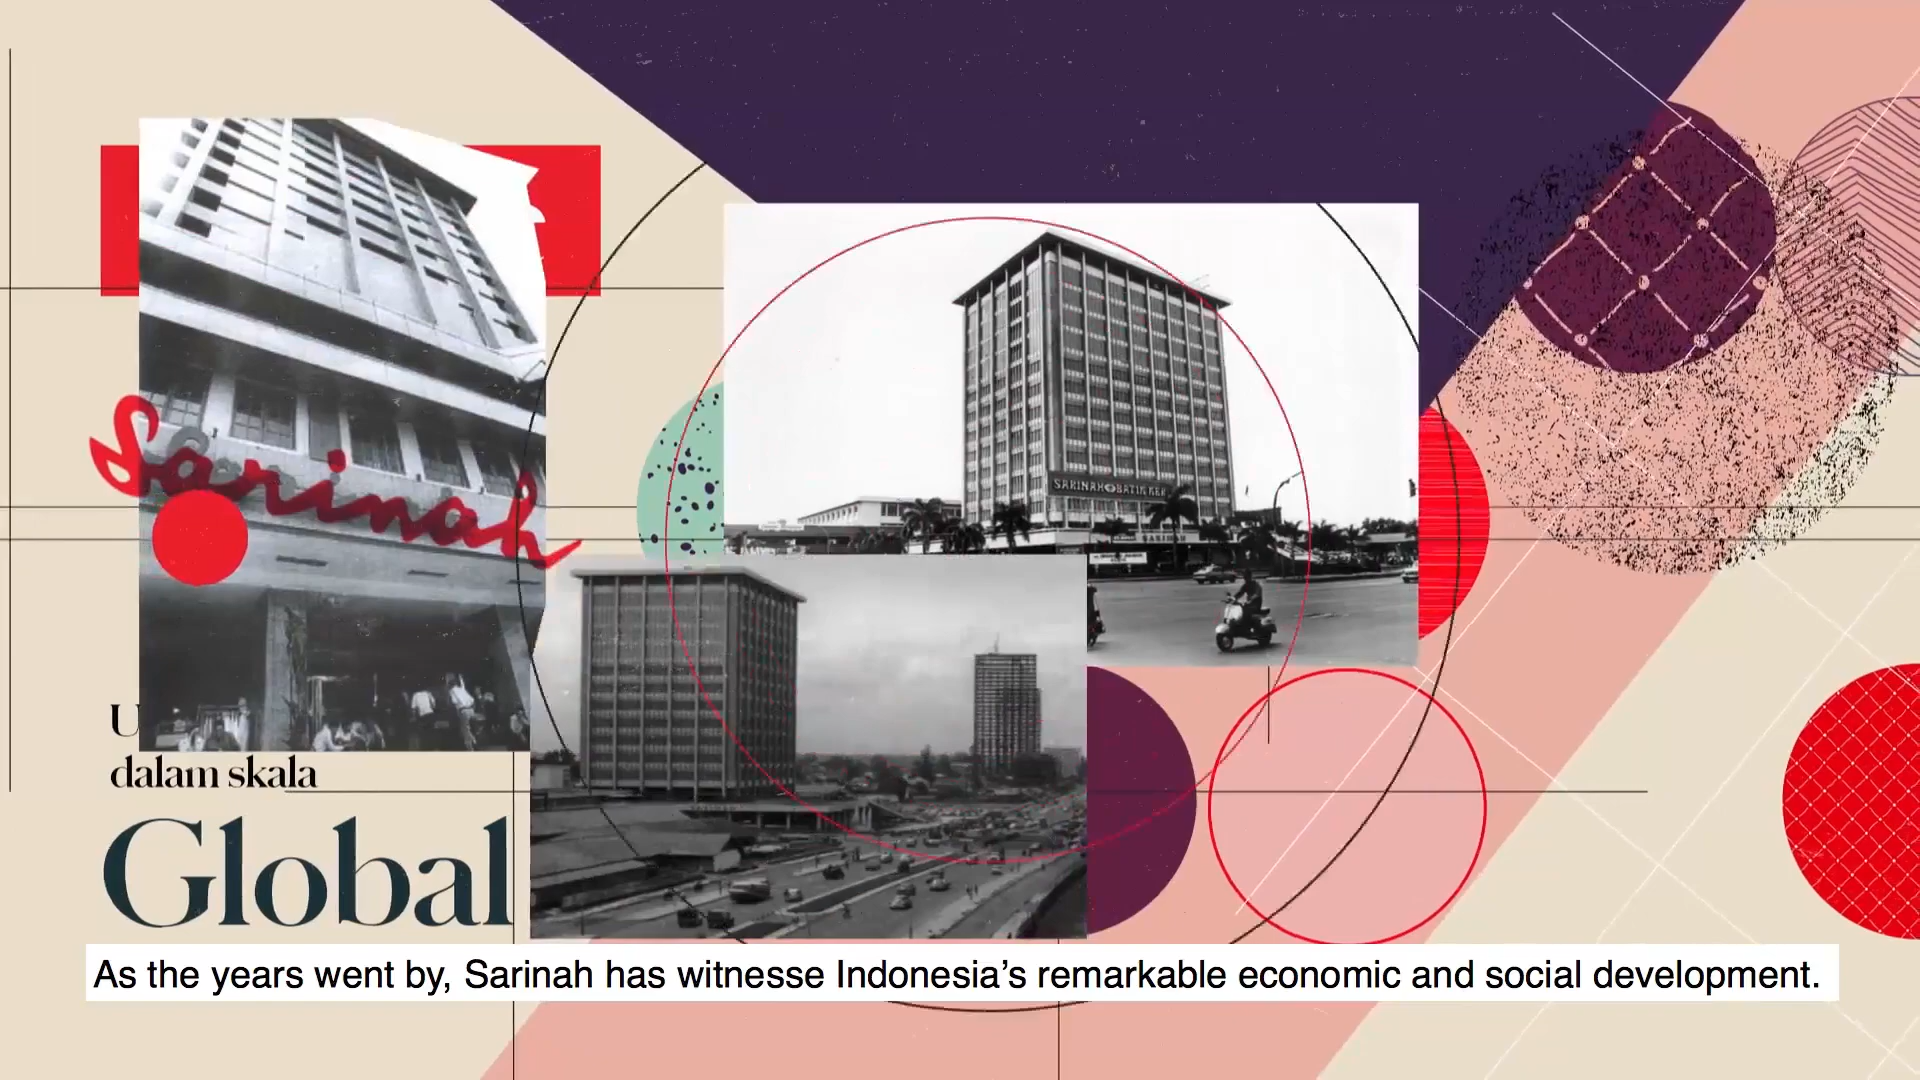 Sarinah
SARINAH BATIK
SARINAH
U
dalam skala
Global
As the years went by, Sarinah has witnesse Indonesia's remarkable economic and social development.